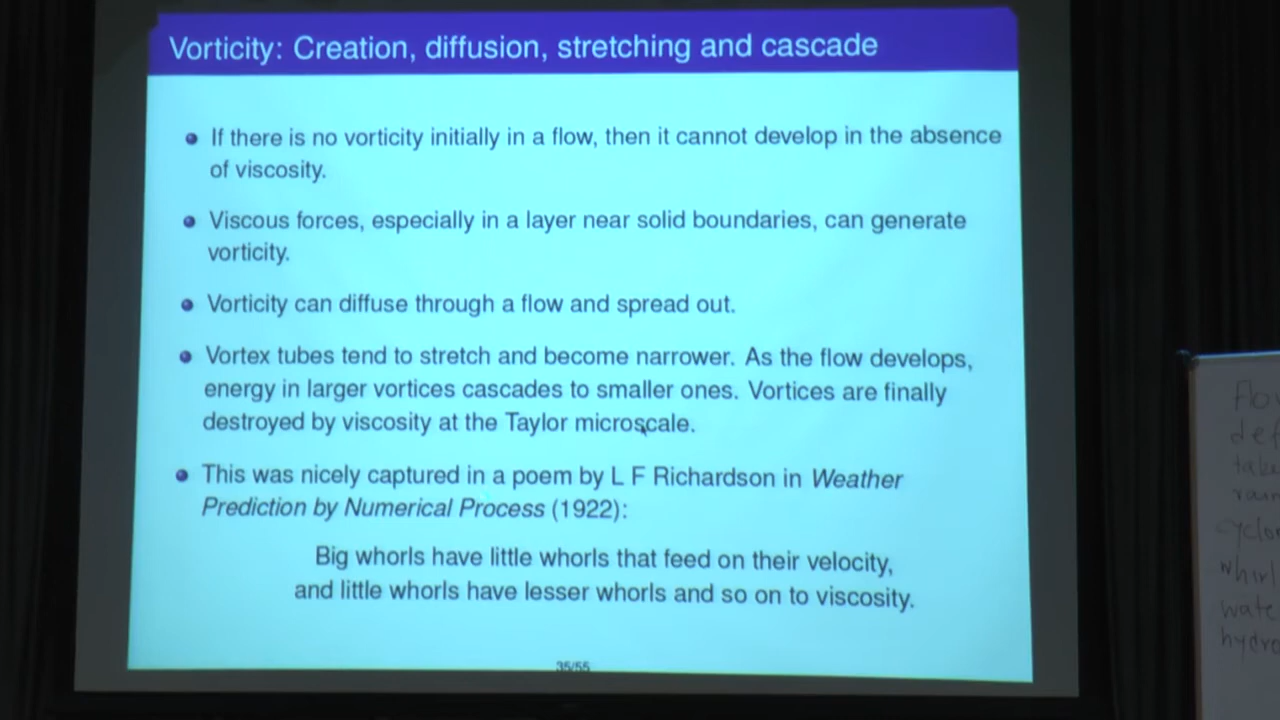 Vorticity: Creation, diffusion, stretching and cascade
If there is no vorticity initially in a flow, then it cannot develop in the absence
of viscosity.
Viscous forces, especially in a layer near solid boundaries, can generate
vorticity.
Vorticity can diffuse through a flow and spread out.
Vortex tubes tend to stretch and become narrower. As the flow develops,
energy in larger vortices cascades to smaller ones. Vortices are finally
destroyed by viscosity at the Taylor microscale.
This was nicely captured in a poem by L F Richardson in Weather
Prediction by Numerical Process (1922):
Big whorls have little whorls that feed on their velocity,
and little whorls have lesser whorls and so on to viscosity.
35/55